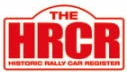 THE
HRCR
HISTORIC RALLY CAR REGISTER